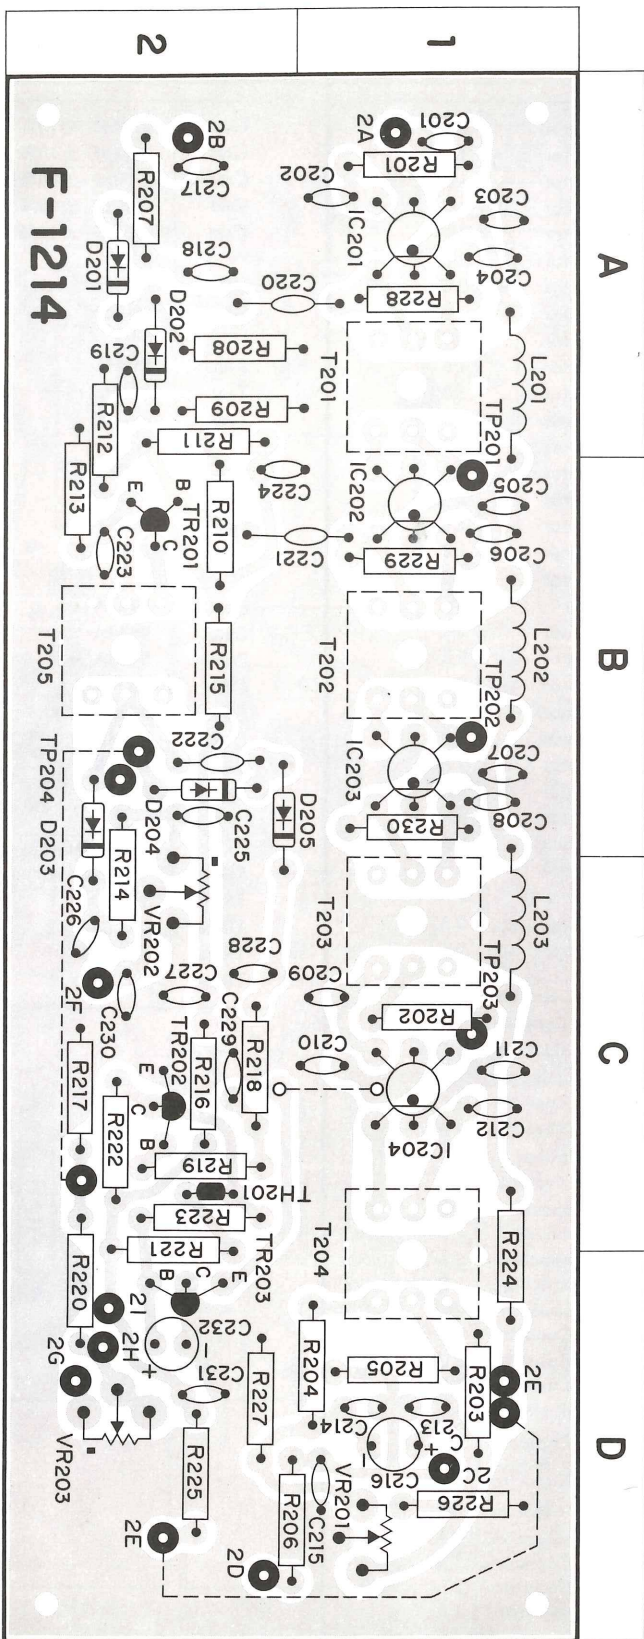 2
1
A
B
C
D
F-1214
2B
2A
C201
R207
C217
R201
C202
C203
IC201
D201
C218
C204
C220
R228
D202
C219
R208
T201
L201
R212
R209
R211
TP201
R213
E
B
C
TR201
R210
C224
IC202
C205
C221
C206
C223
R229
T205
R215
T202
L202
TP202
C222
IC203
C207
TP204
D203
D204
C225
D205
C208
R230
R214
VR202
T203
L203
C226
TP203
C228
C227
C209
2F
C230
R202
TR202
C229
R217
E
C
B
R216
R218
C210
C211
C212
R222
IC204
R219
TH201
R223
T204
R224
R221
TR203
R220
B
C
E
2I
2H
C232
+
-
2G
R204
R205
R203
2E
C231
R227
C214
C
213
VR203
C216
+
-
2C
R225
R226
VR201
R206
C215
2E
2D